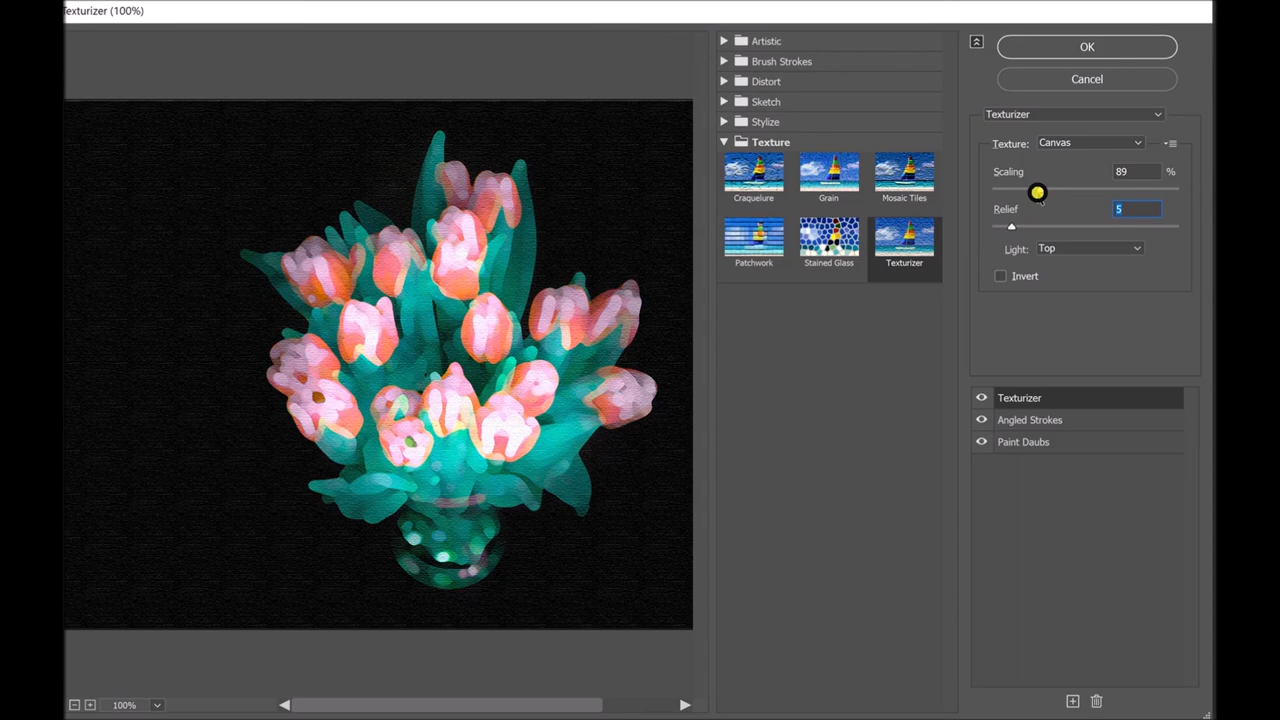 Texturizer (100%)
Artistic
Brush Strokes
Distort
Sketch
Stylize
Texture
Craquelure
Grain
Mosaic Tiles
Patchwork
Stained Glass
Texturizer
OK
Cancel
Texturizer
Texture: Canvas
Scaling 89 %
Relief 5
Light: Top
Invert
Texturizer
Angled Strokes
Paint Daubs
100%